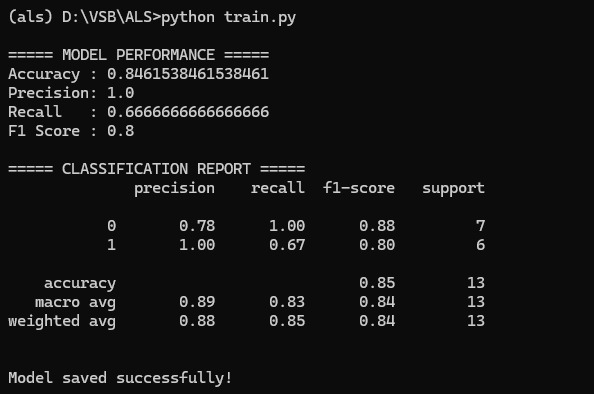 (als) D:\VSB\ALS>python train.py
===== MODEL PERFORMANCE =====
Accuracy : 0.8461538461538461
Precision: 1.0
Recall   : 0.6666666666666666
F1 Score : 0.8
===== CLASSIFICATION REPORT =====
              precision    recall  f1-score   support
           0       0.78      1.00      0.88         7
           1       1.00      0.67      0.80         6
    accuracy                           0.85        13
   macro avg       0.89      0.83      0.84        13
weighted avg       0.88      0.85      0.84        13
Model saved successfully!